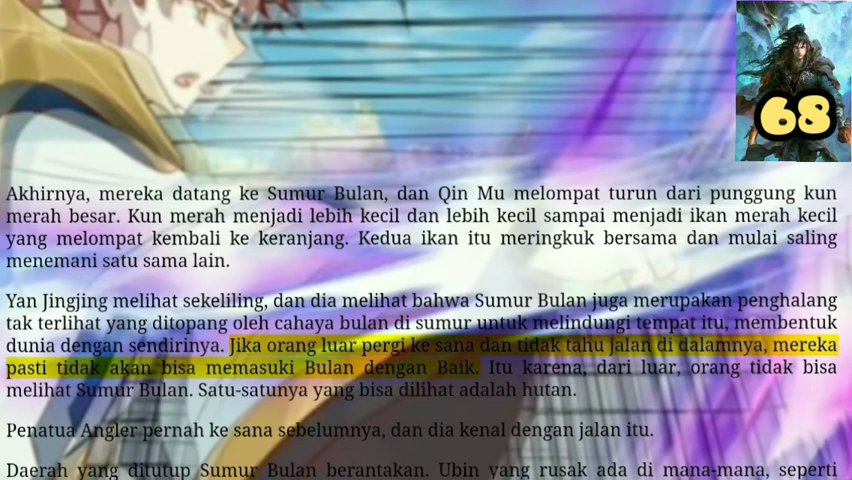 68
Akhirnya, mereka datang ke Sumur Bulan, dan Qin Mu melompat turun dari punggung kun
merah besar. Kun merah menjadi lebih kecil dan lebih kecil sampai menjadi ikan merah kecil
yang melompat kembali ke keranjang. Kedua ikan itu meringkuk bersama dan mulai saling
menemani satu sama lain.
Yan Jingjing melihat sekeliling, dan dia melihat bahwa Sumur Bulan juga merupakan penghalang
tak terlihat yang ditopang oleh cahaya bulan di sumur untuk melindungi tempat itu, membentuk
dunia dengan sendirinya. Jika orang luar pergi ke sana dan tidak tahu jalan di dalamnya, mereka
pasti tidak akan bisa memasuki Bulan dengan Baik. Itu karena, dari luar, orang tidak bisa
melihat Sumur Bulan. Satu-satunya yang bisa dilihat adalah hutan.
Penatua Angler pernah ke sana sebelumnya, dan dia kenal dengan jalan itu.
Daerah yang ditutup Sumur Bulan berantakan. Ubin yang rusak ada di mana-mana, seperti